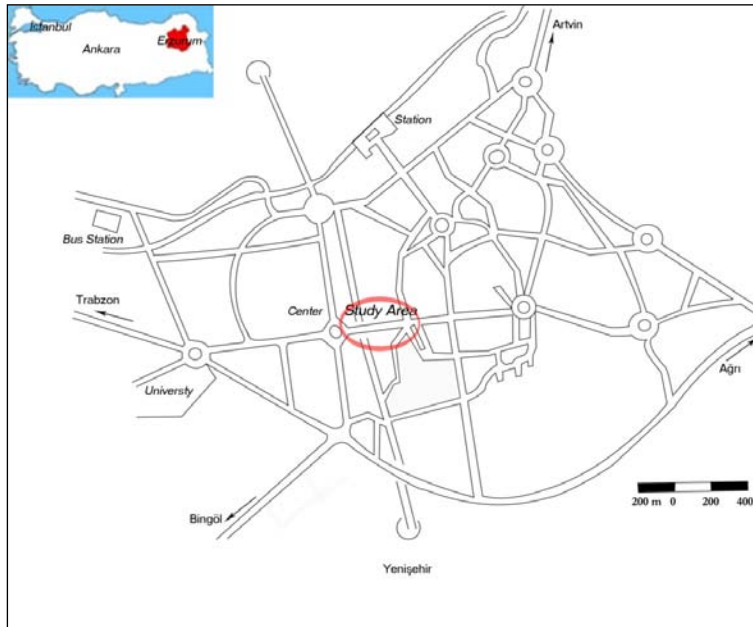 İstanbul
Ankara
Erzurum
Artvin
Station
Bus Station
Trabzon
Center
Study Area
Ağrı
Universty
200 m 0 200 400
Bingöl
Yenişehir